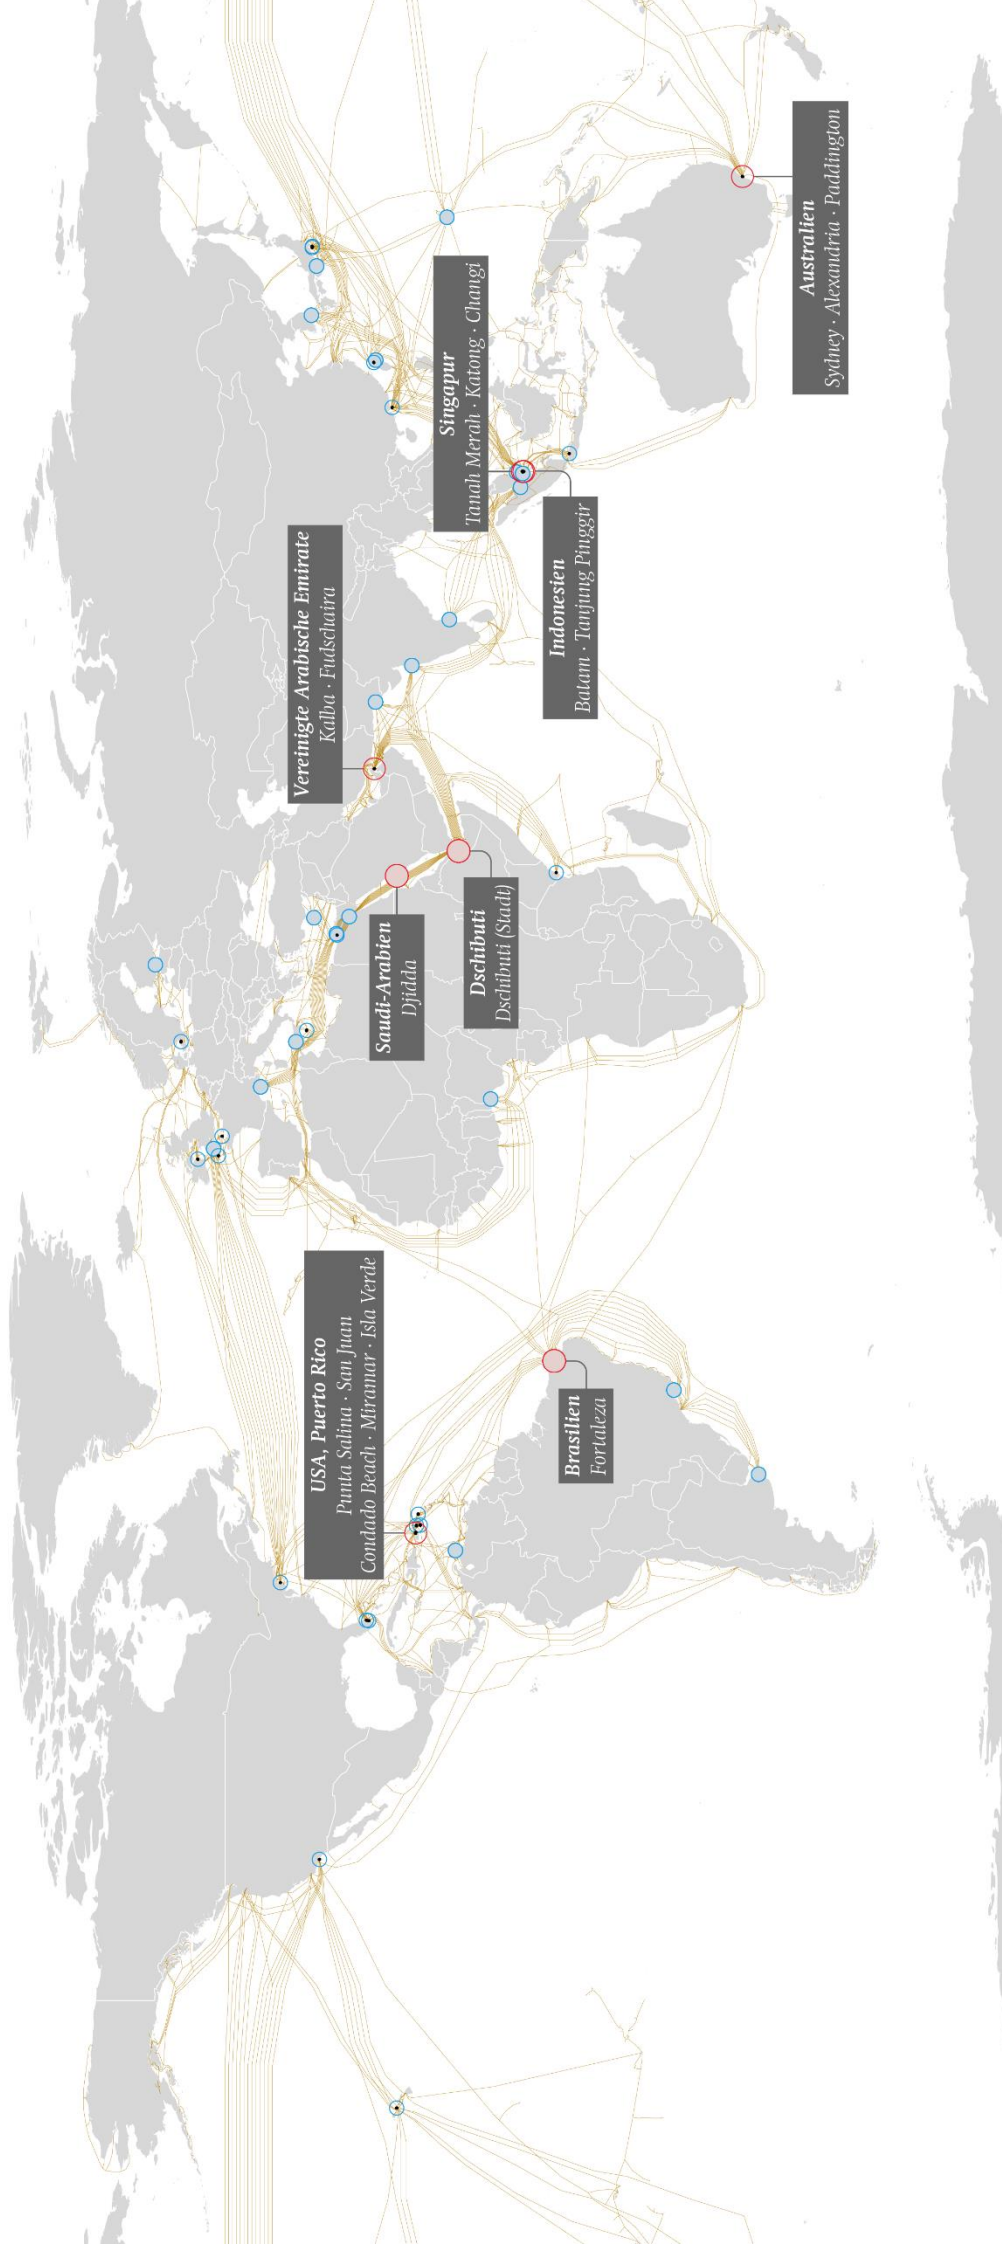 USA, Puerto Rico
Punta Salina · San Juan
Condado Beach · Miramar · Isla Verde
Brasilien
Fortaleza
Saudi-Arabien
Djidda
Dschibuti
Dschibuti (Stadt)
Vereinigte Arabische Emirate
Kalba · Fudschaira
Singapur
Tanah Merah · Katong · Changi
Indonesien
Batam · Tanjung Pinggir
Australien
Sydney · Alexandria · Paddington